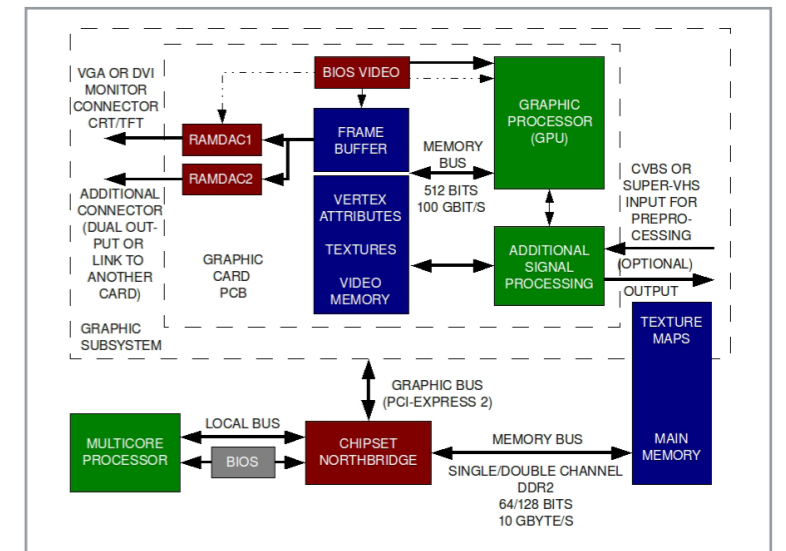 VGA OR DVI
MONITOR
CONNECTOR
CRT/TFT
BIOS VIDEO
GRAPHIC
PROCESSOR
(GPU)
RAMDAC1
RAMDAC2
FRAME
BUFFER
MEMORY
BUS
512 BITS
100 GBIT/S
CVBS OR
SUPER-VHS
INPUT FOR
PREPRO-
CESSING
ADDITIONAL
CONNECTOR
(DUAL OUT-
PUT OR
LINK TO
ANOTHER
CARD)
GRAPHIC
CARD
PCB
VERTEX
ATTRIBUTES
TEXTURES
VIDEO
MEMORY
ADDITIONAL
SIGNAL
PROCESSING
(OPTIONAL)
OUTPUT
GRAPHIC
SUBSYSTEM
TEXTURE
MAPS
MAIN
MEMORY
GRAPHIC BUS
(PCI-EXPRESS 2)
MULTICORE
PROCESSOR
LOCAL BUS
BIOS
CHIPSET
NORTHBRIDGE
MEMORY BUS
SINGLE/DOUBLE CHANNEL
DDR2
64/128 BITS
10 GBYTE/S